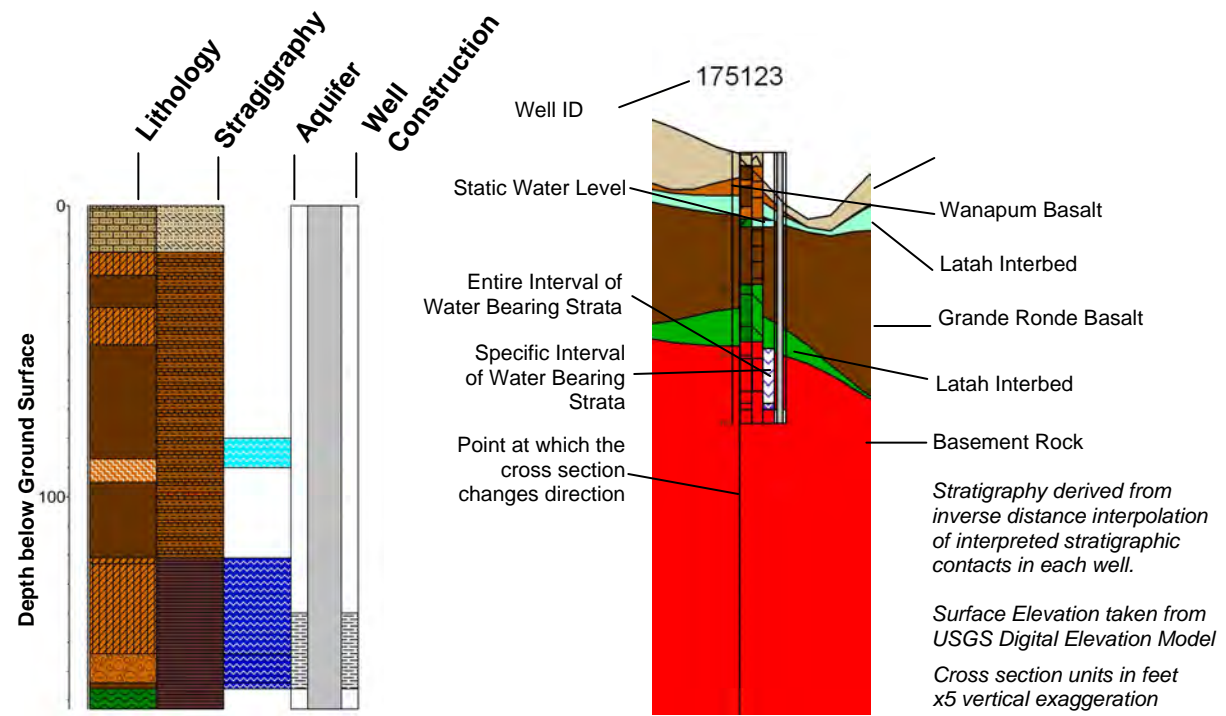 Lithology
Stragigraphy
Aquifer
Well
Construction
0
100
Depth below Ground Surface
175123
Well ID
Static Water Level
Entire Interval of
Water Bearing Strata
Specific Interval
of Water Bearing
Strata
Point at which the
cross section
changes direction
Wanapum Basalt
Latah Interbed
Grande Ronde Basalt
Latah Interbed
Basement Rock
Stratigraphy derived from
inverse distance interpolation
of interpreted stratigraphic
contacts in each well.
Surface Elevation taken from
USGS Digital Elevation Model
Cross section units in feet
x5 vertical exaggeration